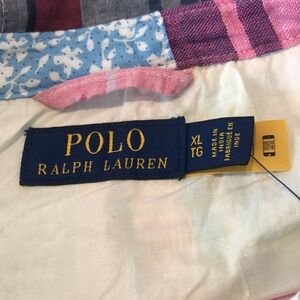 POLO
RALPH LAUREN
XL
TG
MADE IN
INDIA
FABRIQUÉ EN
INDE